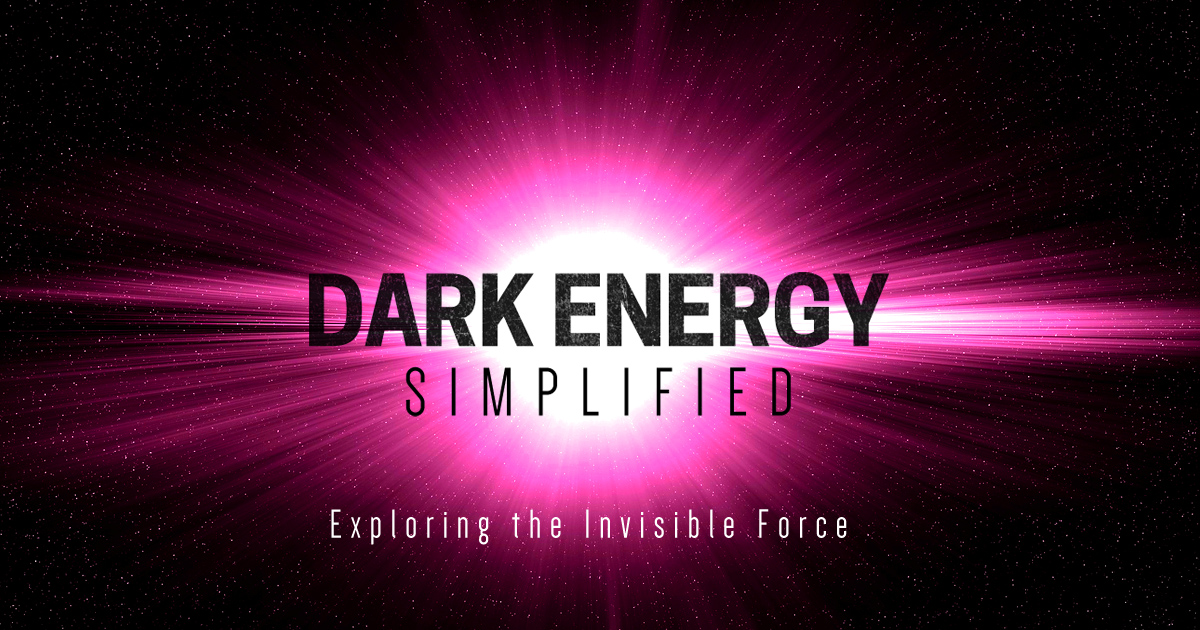 DARK ENERGY
SIMPLIFIED
Exploring the Invisible Force